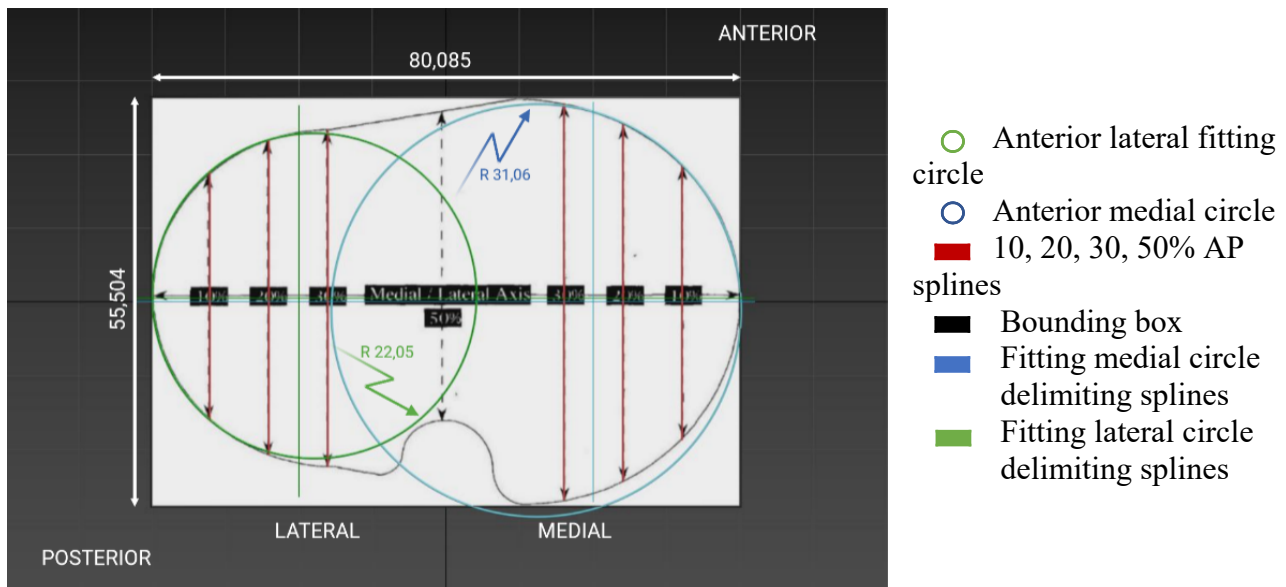 ANTERIOR
80,085
R 31,06
55,504
10% 20% 30% Medial / Lateral Axis 30% 20% 10%
50%
R 22,05
LATERAL MEDIAL
POSTERIOR
Anterior lateral fitting
circle
Anterior medial circle
10, 20, 30, 50% AP
splines
Bounding box
Fitting medial circle
delimiting splines
Fitting lateral circle
delimiting splines